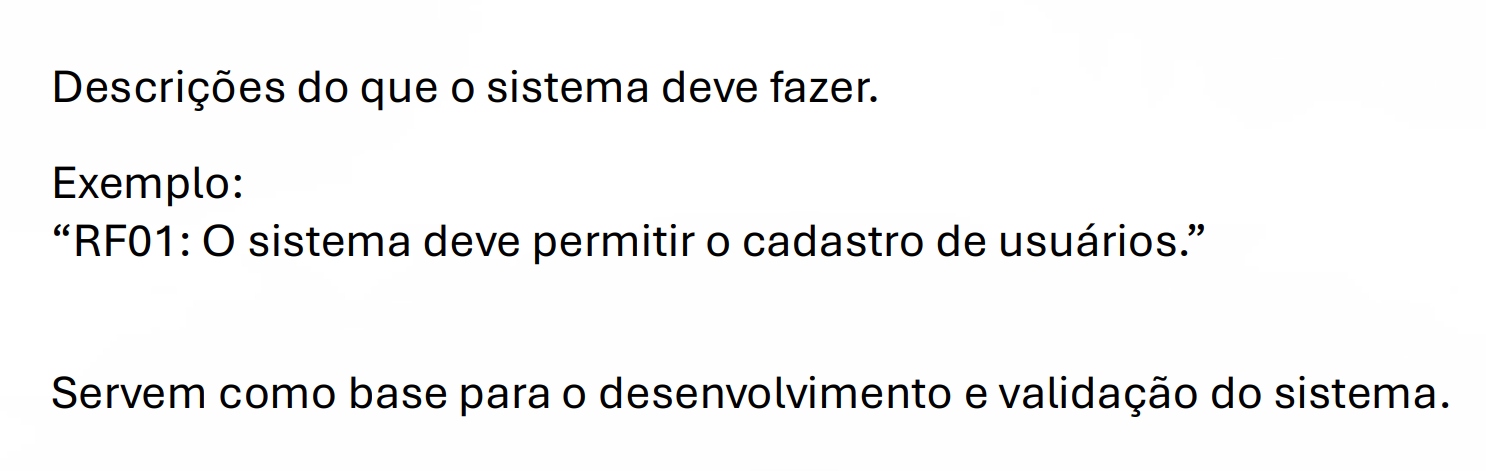 Descrições do que o sistema deve fazer.
Exemplo:
“RF01: O sistema deve permitir o cadastro de usuários.”
Servem como base para o desenvolvimento e validação do sistema.